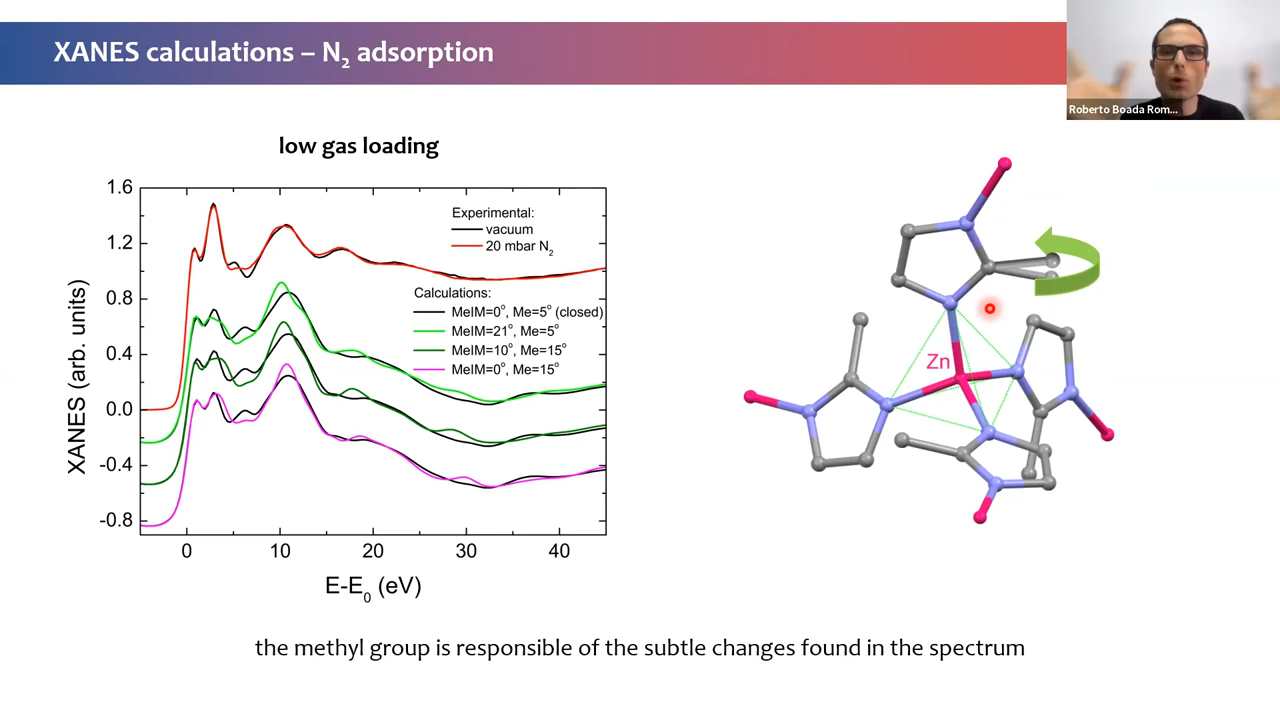 XANES calculations – N₂ adsorption
Roberto Boada Rom...
low gas loading
XANES (arb. units)
1.6
1.2
0.8
0.4
0.0
-0.4
-0.8
Experimental:
vacuum
20 mbar N₂
Calculations:
MeIM=0°, Me=5° (closed)
MeIM=21°, Me=5°
MeIM=10°, Me=15°
MeIM=0°, Me=15°
0 10 20 30 40
E-E₀ (eV)
Zn
the methyl group is responsible of the subtle changes found in the spectrum